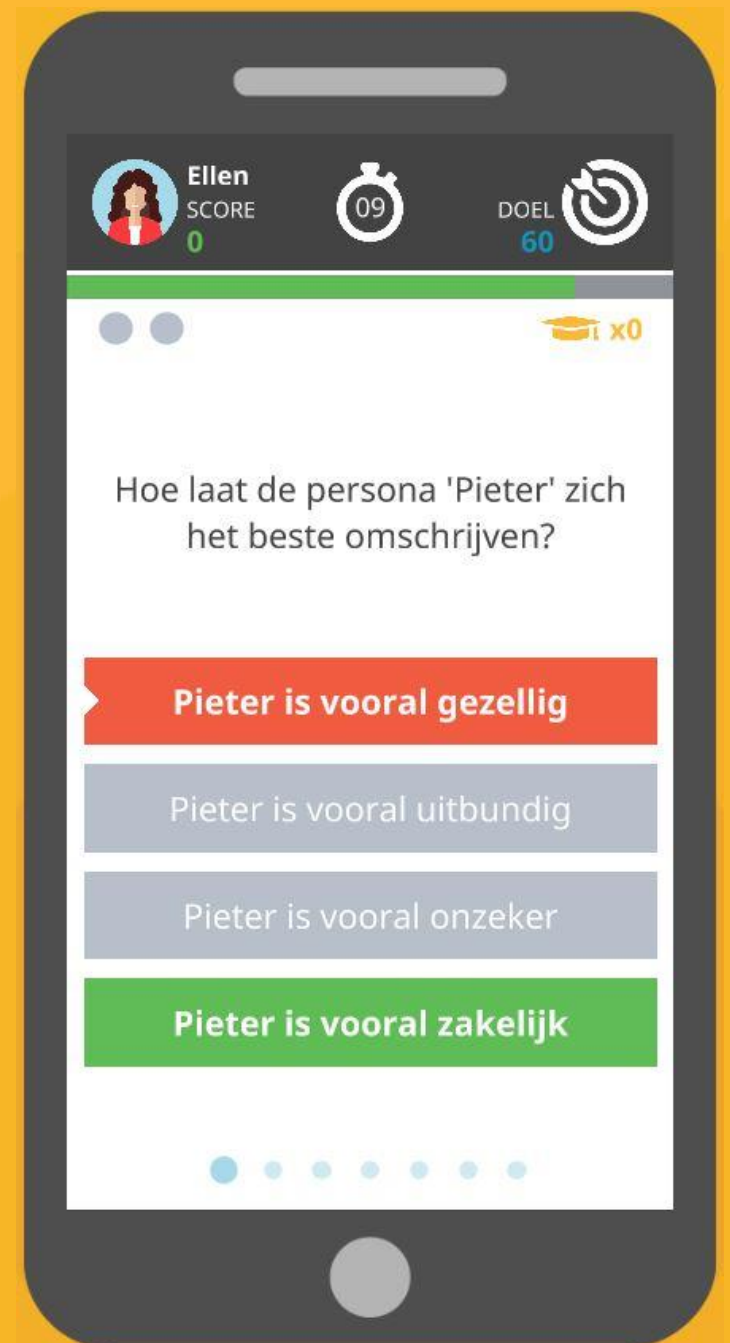 Ellen
SCORE
0
09
DOEL
60
x0
Hoe laat de persona 'Pieter' zich
het beste omschrijven?
Pieter is vooral gezellig
Pieter is vooral uitbundig
Pieter is vooral onzeker
Pieter is vooral zakelijk